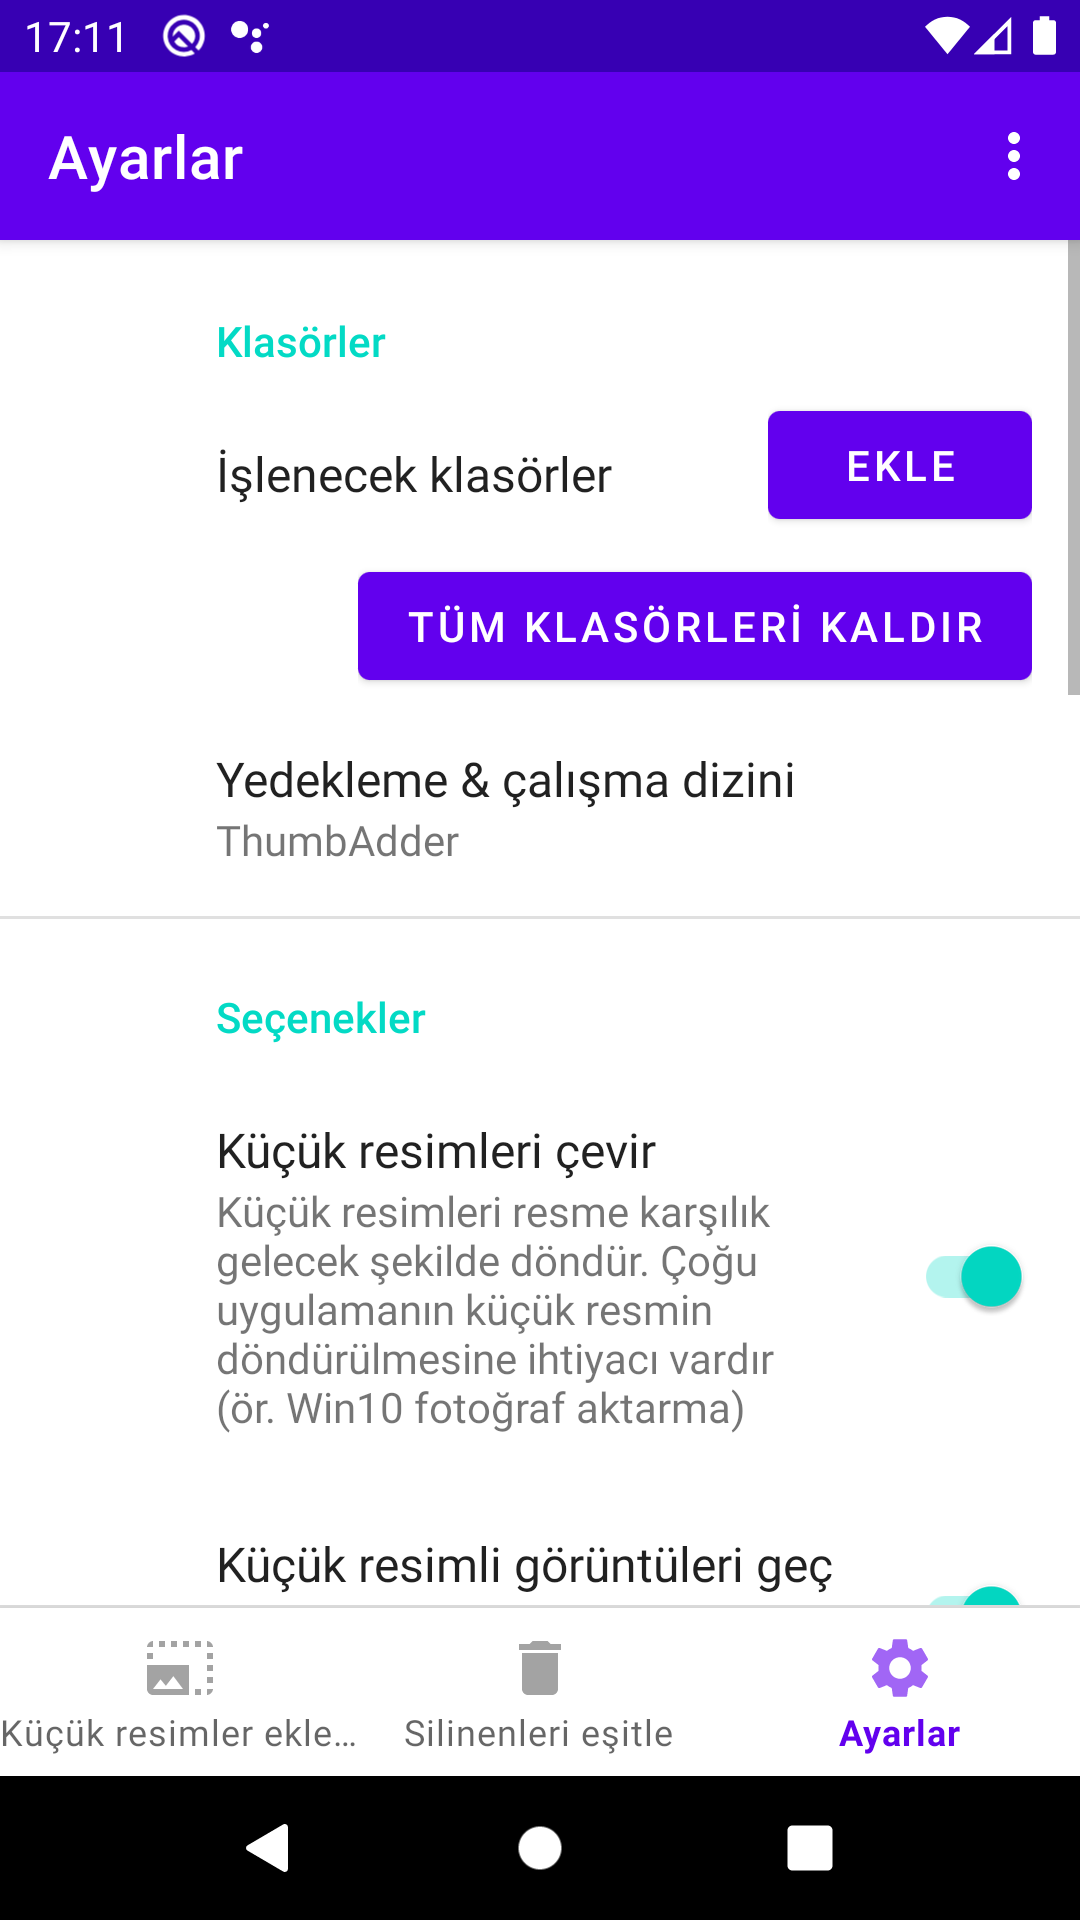 17:11
Ayarlar
Klasörler
İşlenecek klasörler
EKLE
TÜM KLASÖRLERİ KALDIR
Yedekleme & çalışma dizini
ThumbAdder
Seçenekler
Küçük resimleri çevir
Küçük resimleri resme karşılık
gelecek şekilde döndür. Çoğu
uygulamanın küçük resmin
döndürülmesine ihtiyacı vardır
(ör. Win10 fotoğraf aktarma)
Küçük resimli görüntüleri geç
Küçük resimler ekle…
Silinenleri eşitle
Ayarlar